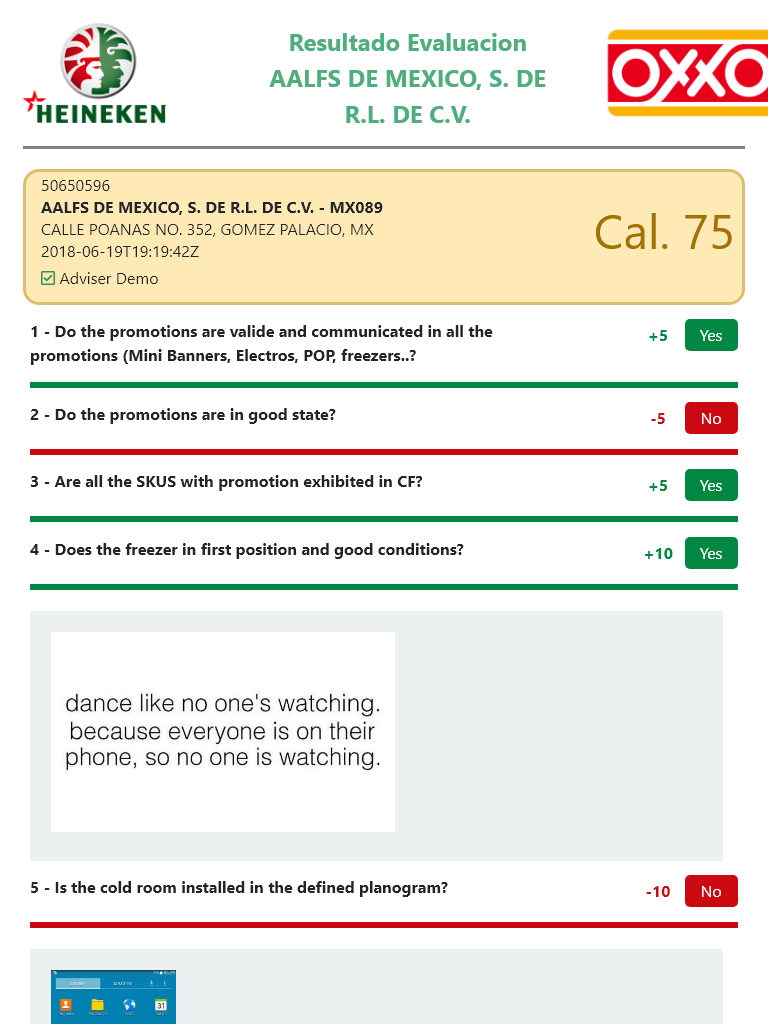 HEINEKEN
Resultado Evaluacion
AALFS DE MEXICO, S. DE
R.L. DE C.V.
OXXO
50650596
AALFS DE MEXICO, S. DE R.L. DE C.V. - MX089
CALLE POANAS NO. 352, GOMEZ PALACIO, MX
2018-06-19T19:19:42Z
Adviser Demo
Cal. 75
1 - Do the promotions are valide and communicated in all the
promotions (Mini Banners, Electros, POP, freezers..?
+5 Yes
2 - Do the promotions are in good state?
-5 No
3 - Are all the SKUS with promotion exhibited in CF?
+5 Yes
4 - Does the freezer in first position and good conditions?
+10 Yes
dance like no one's watching.
because everyone is on their
phone, so no one is watching.
5 - Is the cold room installed in the defined planogram?
-10 No
31